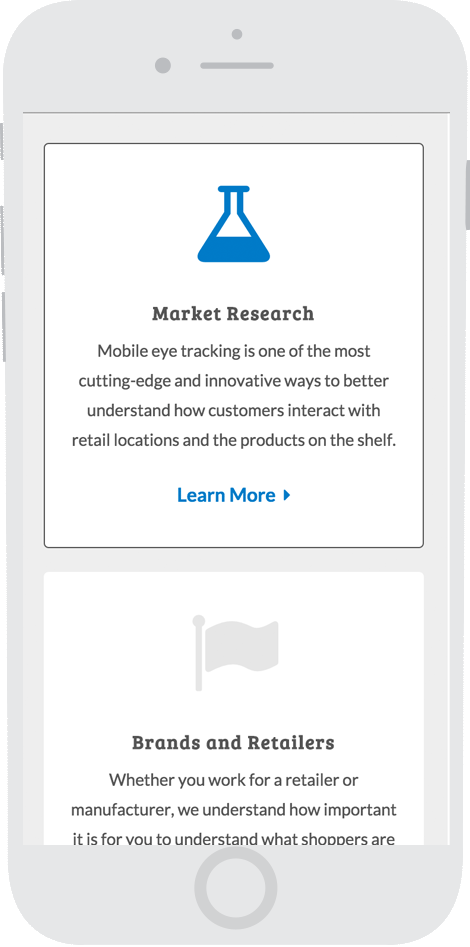 Market Research
Mobile eye tracking is one of the most
cutting-edge and innovative ways to better
understand how customers interact with
retail locations and the products on the shelf.
Learn More
Brands and Retailers
Whether you work for a retailer or
manufacturer, we understand how important
it is for you to understand what shoppers are